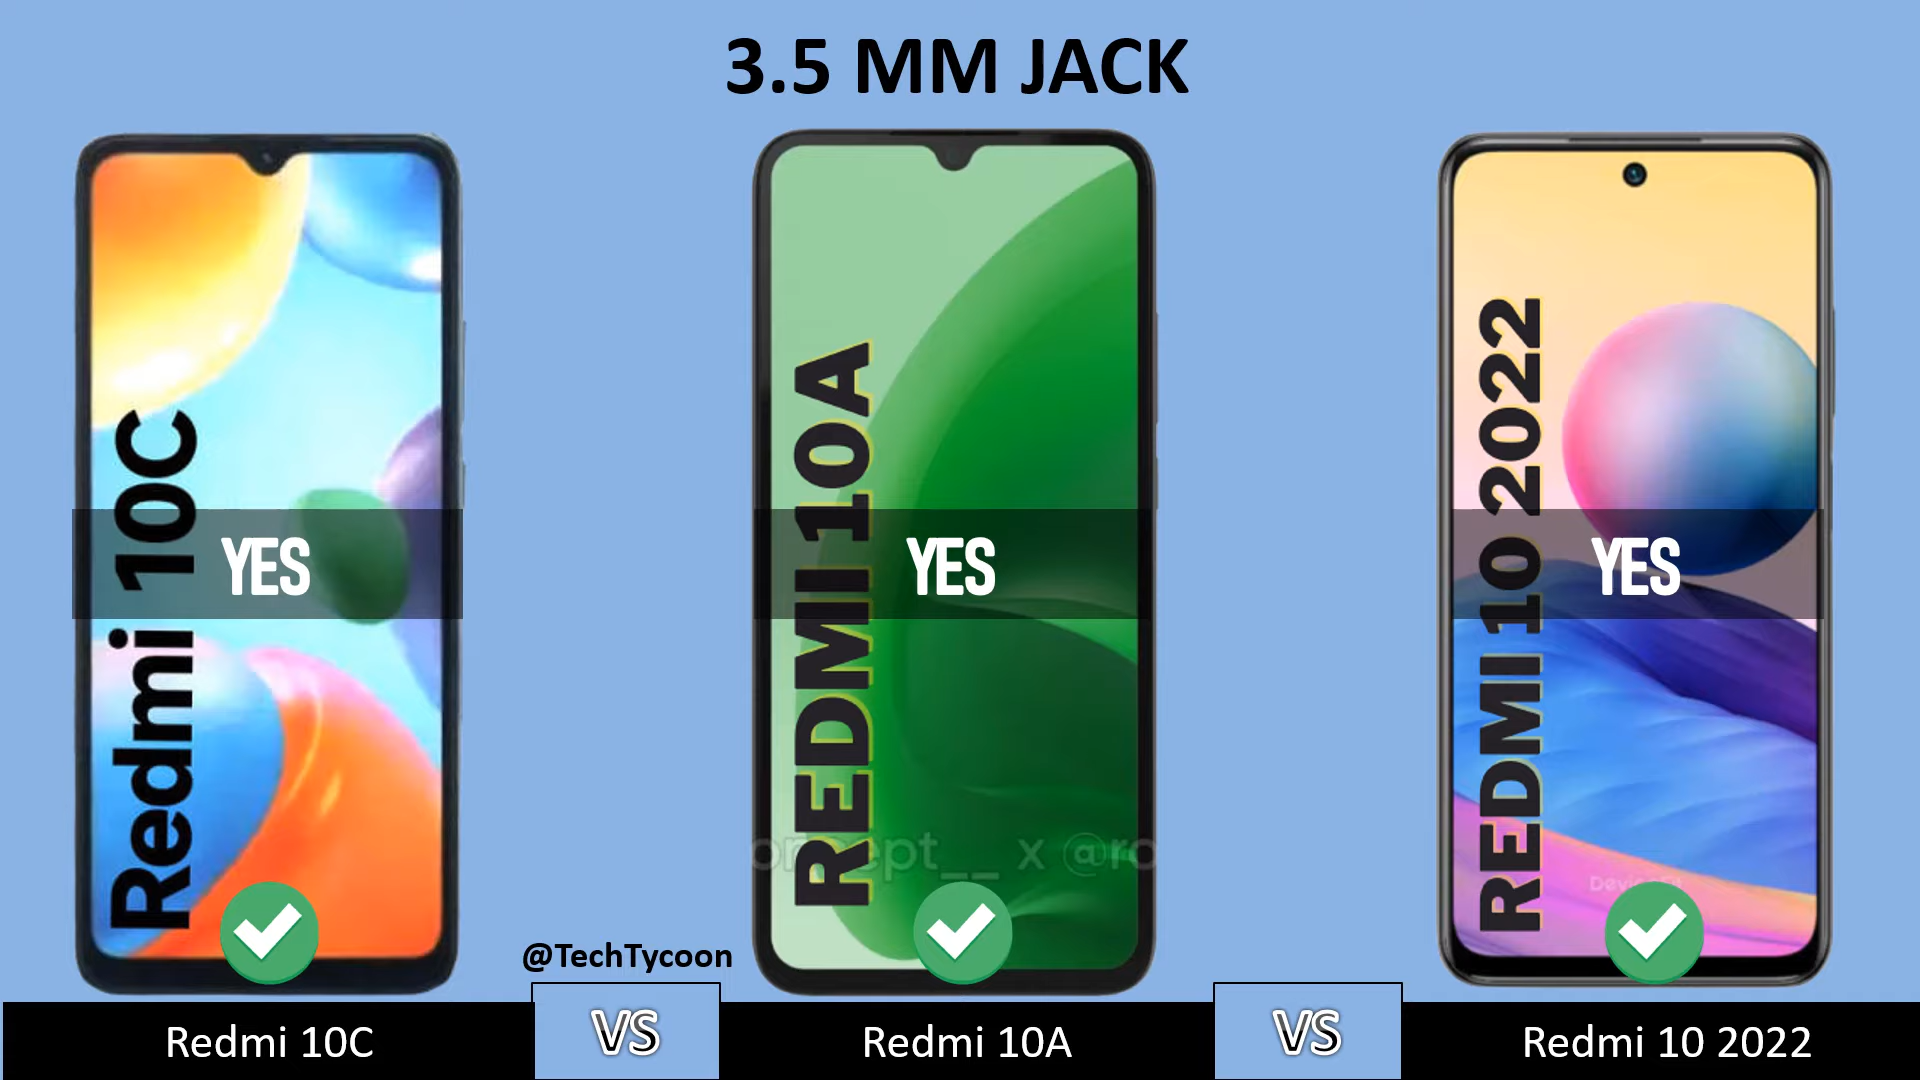 3.5 MM JACK
Redmi 10C
REDMI 10A
REDMI 10 2022
YES
YES
YES
@TechTycoon
Redmi 10C
VS
Redmi 10A
VS
Redmi 10 2022